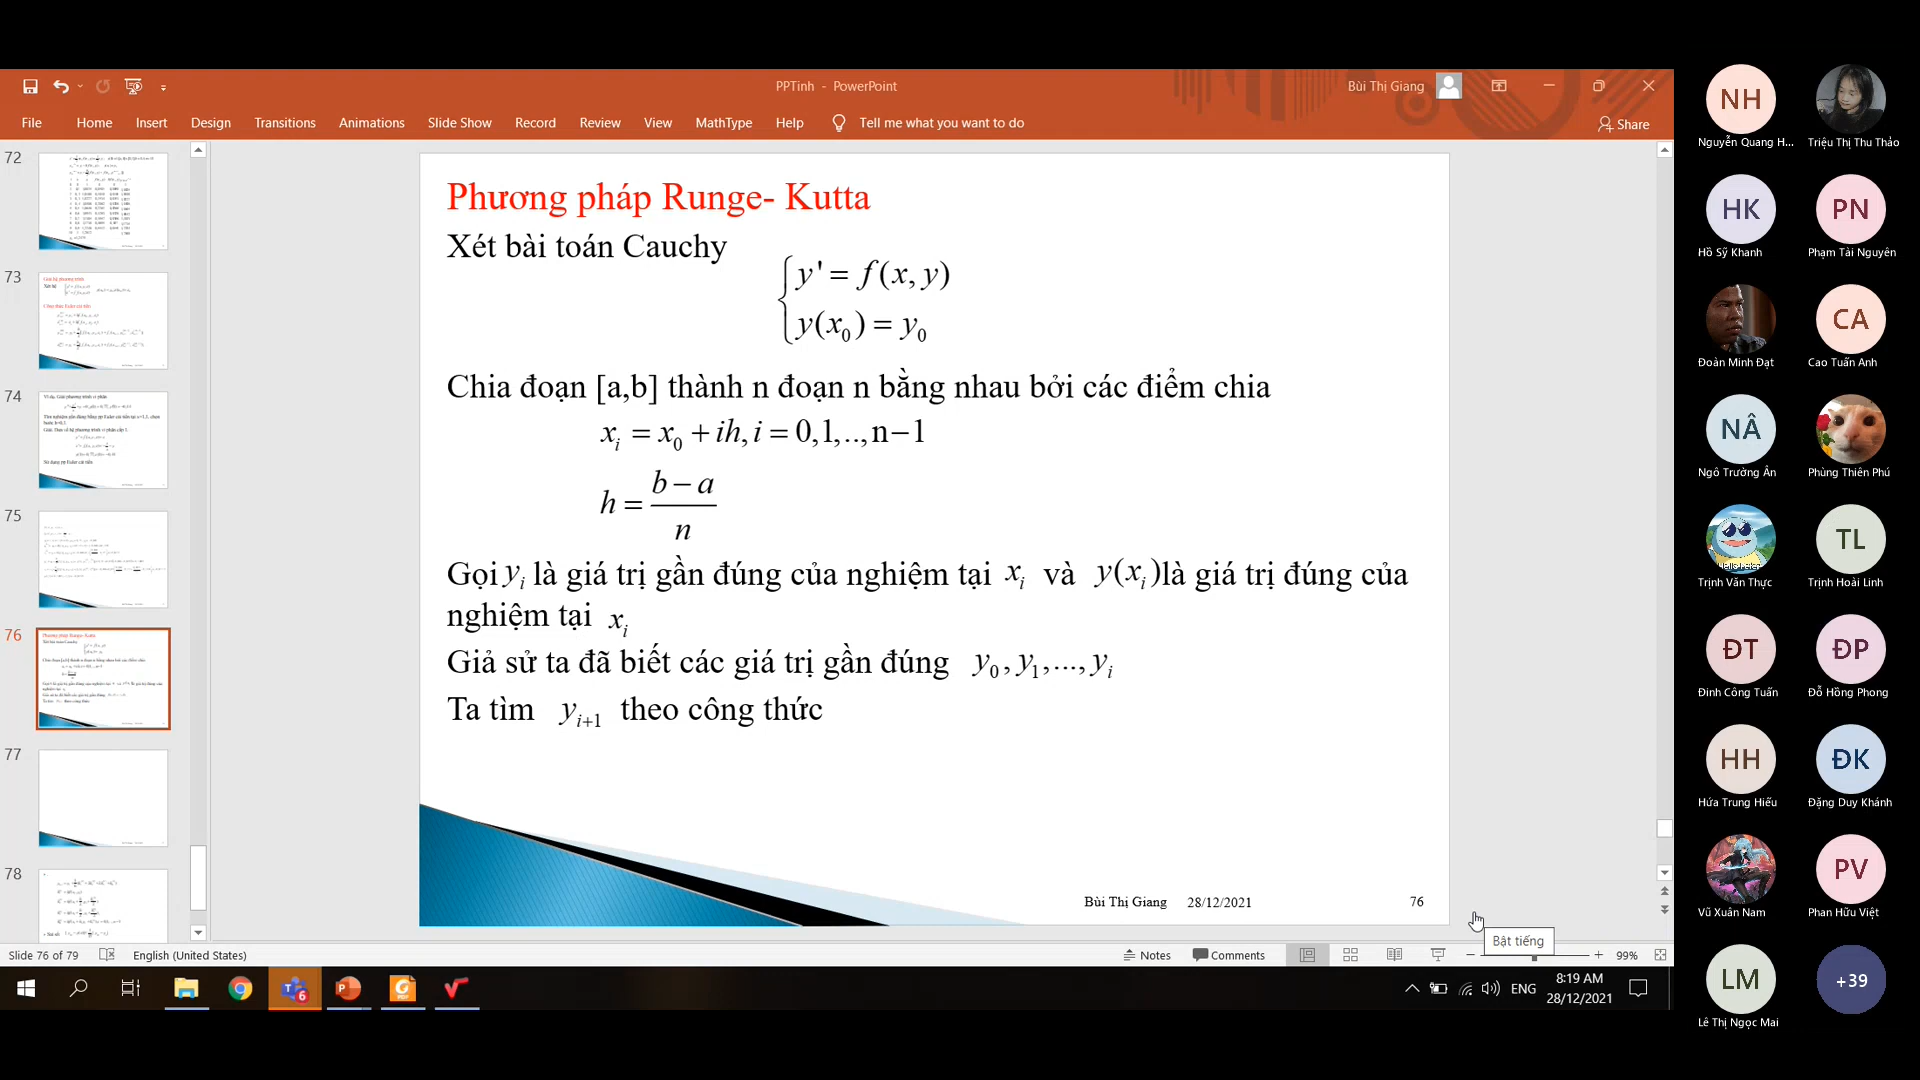 PPTinh - PowerPoint
Bùi Thị Giang
File Home Insert Design Transitions Animations Slide Show Record Review View MathType Help Tell me what you want to do
Share
72
73
74
75
76
77
78
Phương pháp Runge- Kutta
Xét bài toán Cauchy
y' = f(x, y)
y(x0) = y0
Chia đoạn [a,b] thành n đoạn n bằng nhau bởi các điểm chia
xi = x0 + ih, i = 0,1,..,n−1
h = (b − a)/n
Gọi yi là giá trị gần đúng của nghiệm tại xi và y(xi) là giá trị đúng của
nghiệm tại xi
Giả sử ta đã biết các giá trị gần đúng y0, y1,..., yi
Ta tìm yi+1 theo công thức
Bùi Thị Giang 28/12/2021 76
Bật tiếng
Slide 76 of 79 English (United States) Notes Comments 99%
ENG
8:19 AM
28/12/2021
NH
Nguyễn Quang H... Triệu Thị Thu Thảo
HK PN
Hồ Sỹ Khanh Phạm Tài Nguyên
CA
Đoàn Minh Đạt Cao Tuấn Anh
NÂ
Ngô Trường Ân Phùng Thiên Phú
TL
Trịnh Văn Thực Trịnh Hoài Linh
ĐT ĐP
Đinh Công Tuấn Đỗ Hồng Phong
HH ĐK
Hứa Trung Hiếu Đặng Duy Khánh
PV
Vũ Xuân Nam Phan Hữu Việt
LM +39
Lê Thị Ngọc Mai